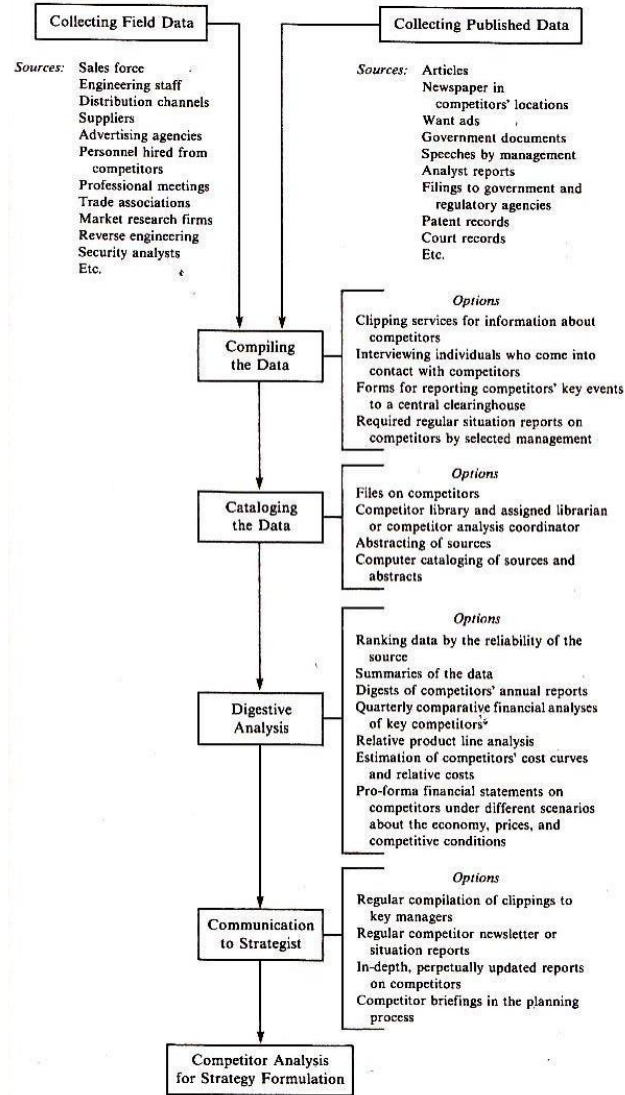 Collecting Field Data
Collecting Published Data
Sources: Sales force
Engineering staff
Distribution channels
Suppliers
Advertising agencies
Personnel hired from
competitors
Professional meetings
Trade associations
Market research firms
Reverse engineering
Security analysts
Etc.
Sources: Articles
Newspaper in
competitors' locations
Want ads
Government documents
Speeches by management
Analyst reports
Filings to government and
regulatory agencies
Patent records
Court records
Etc.
Compiling
the Data
Options
Clipping services for information about
competitors
Interviewing individuals who come into
contact with competitors
Forms for reporting competitors' key events
to a central clearinghouse
Required regular situation reports on
competitors by selected management
Cataloging
the Data
Options
Files on competitors
Competitor library and assigned librarian
or competitor analysis coordinator
Abstracting of sources
Computer cataloging of sources and
abstracts
Digestive
Analysis
Options
Ranking data by the reliability of the
source
Summaries of the data
Digests of competitors' annual reports
Quarterly comparative financial analyses
of key competitors
Relative product line analysis
Estimation of competitors' cost curves
and relative costs
Pro-forma financial statements on
competitors under different scenarios
about the economy, prices, and
competitive conditions
Communication
to Strategist
Options
Regular compilation of clippings to
key managers
Regular competitor newsletter or
situation reports
In-depth, perpetually updated reports
on competitors
Competitor briefings in the planning
process
Competitor Analysis
for Strategy Formulation